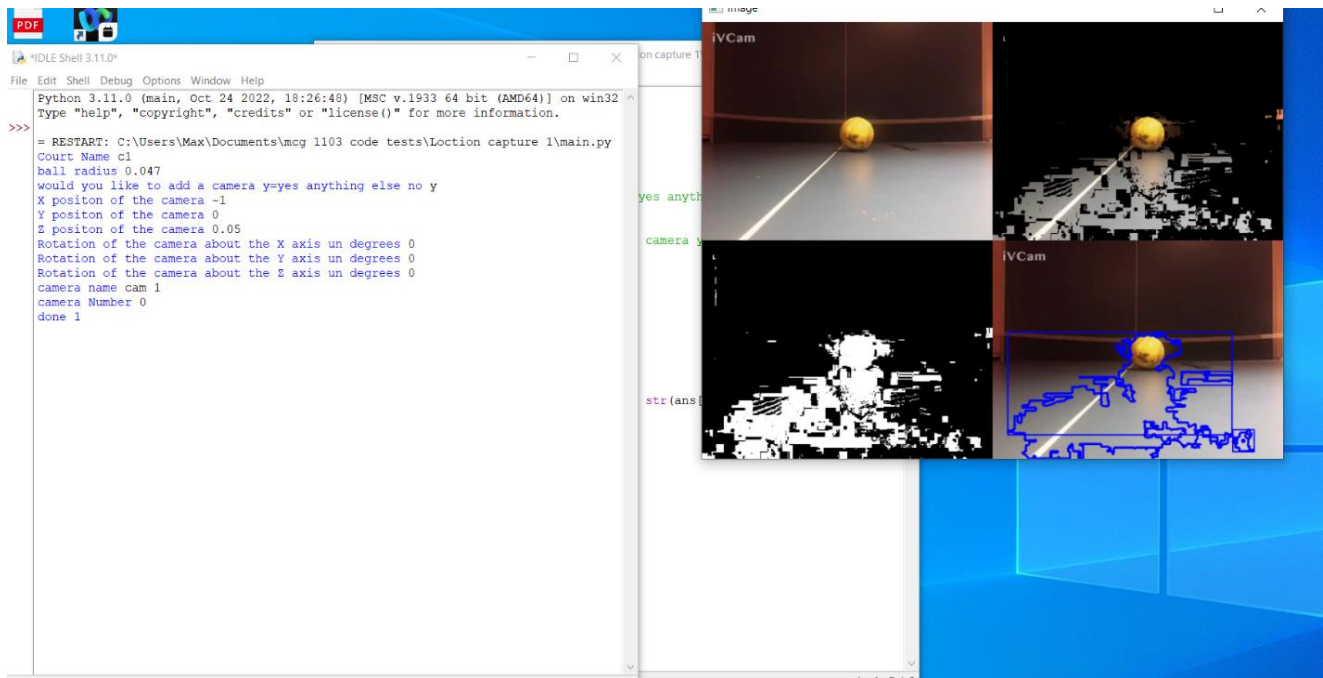 PDF
Image
*IDLE Shell 3.11.0*
File Edit Shell Debug Options Window Help
Python 3.11.0 (main, Oct 24 2022, 18:26:48) [MSC v.1933 64 bit (AMD64)] on win32
Type "help", "copyright", "credits" or "license()" for more information.
>>>
= RESTART: C:\Users\Max\Documents\mcg 1103 code tests\Loction capture 1\main.py
Court Name c1
ball radius 0.047
would you like to add a camera y=yes anything else no y
X positon of the camera -1
Y positon of the camera 0
Z positon of the camera 0.05
Rotation of the camera about the X axis un degrees 0
Rotation of the camera about the Y axis un degrees 0
Rotation of the camera about the Z axis un degrees 0
camera name cam 1
camera Number 0
done 1
on capture 1
yes anyth
camera y
str(ans[
iVCam
iVCam